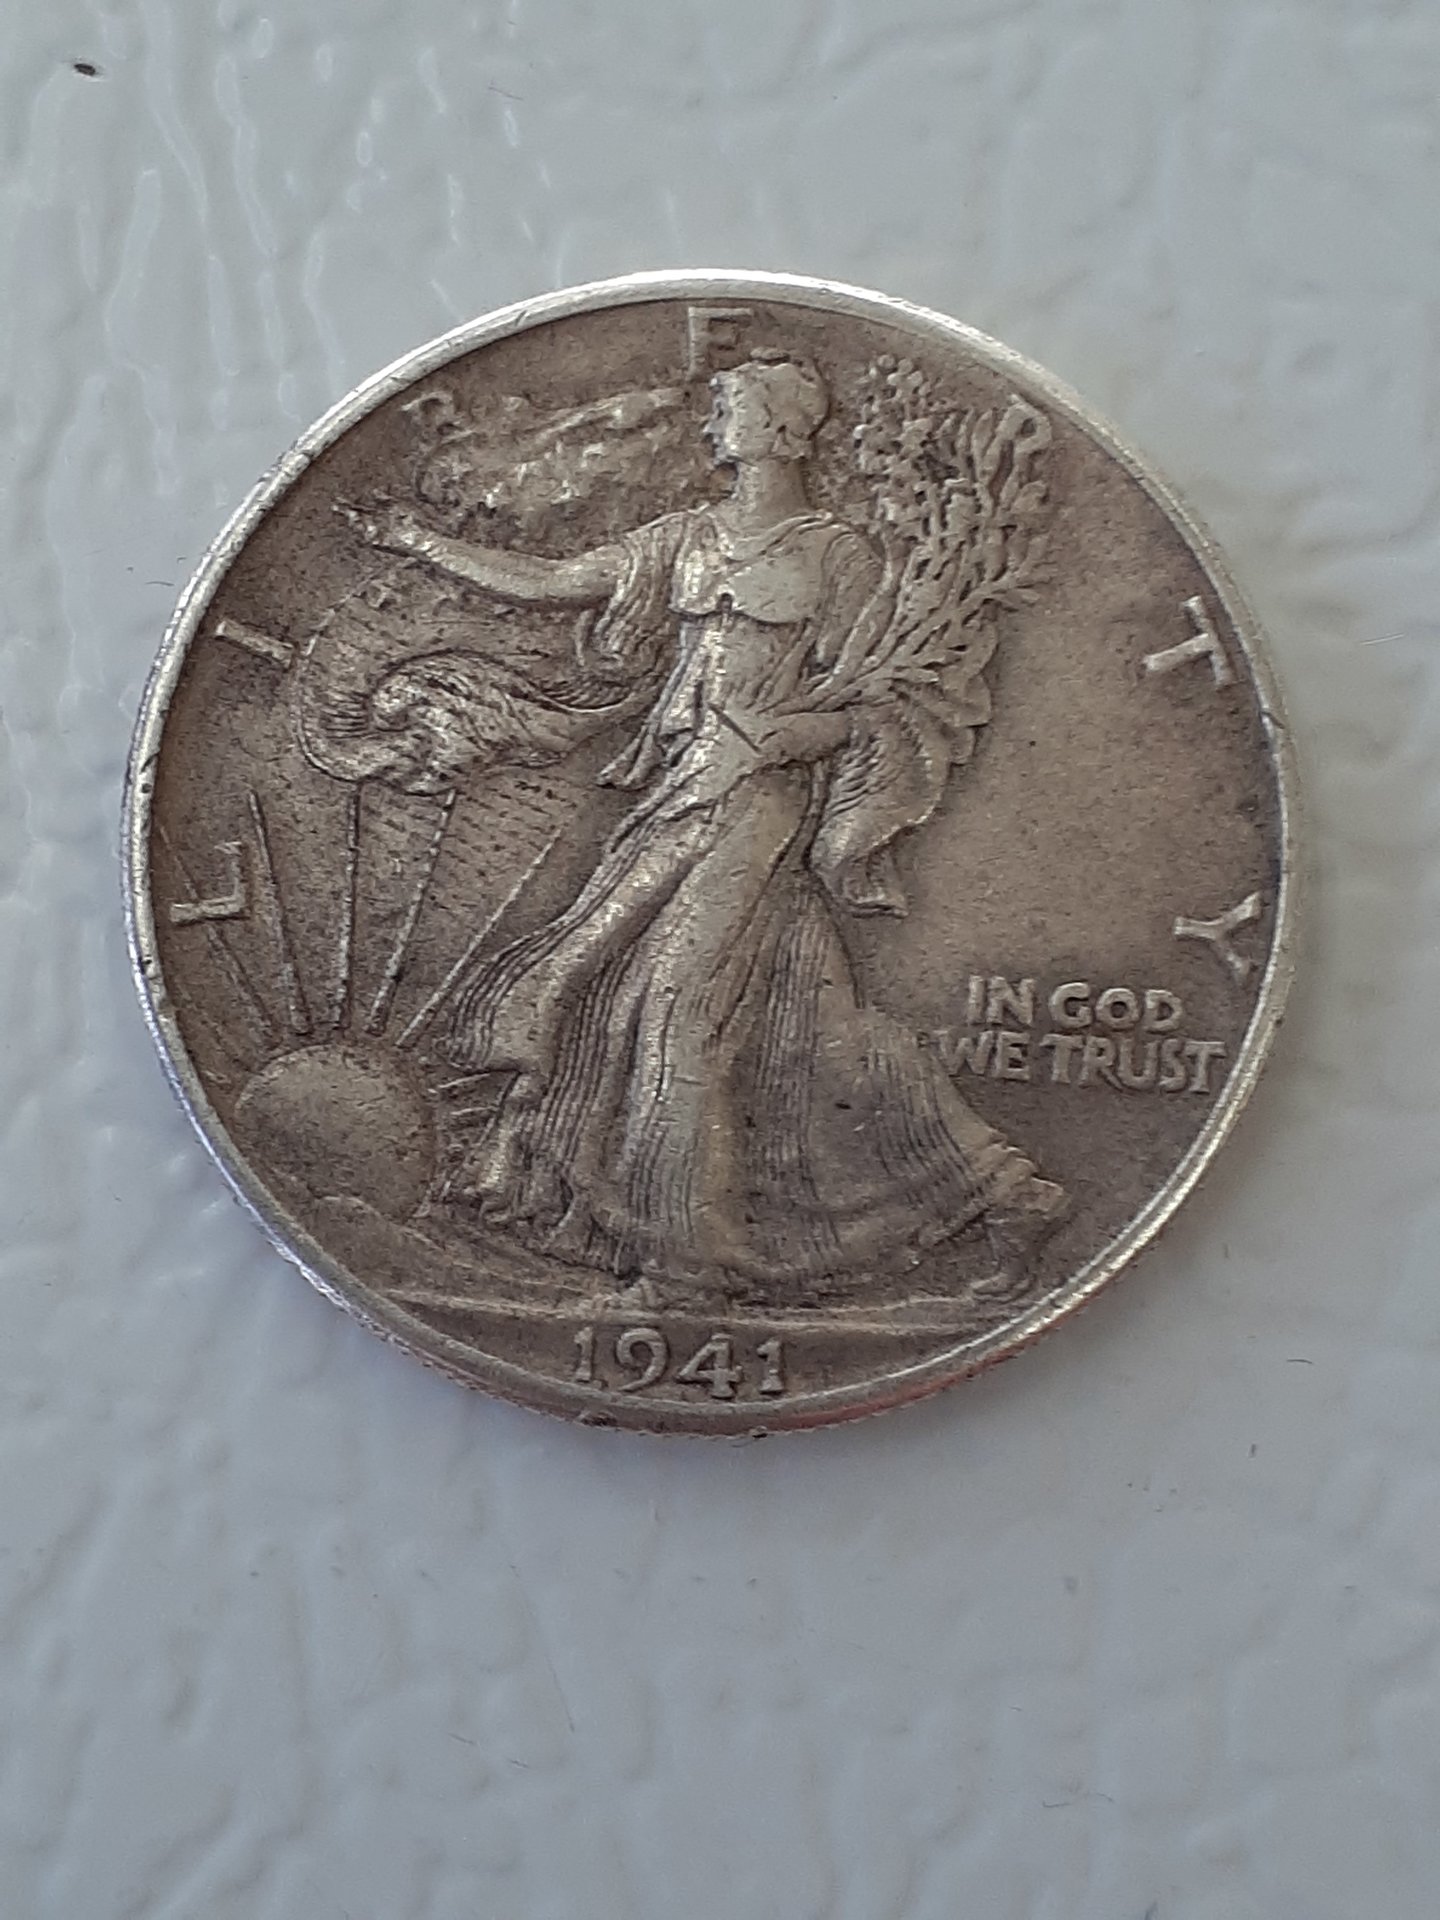 LIBERTY
IN GOD
WE TRUST
1941